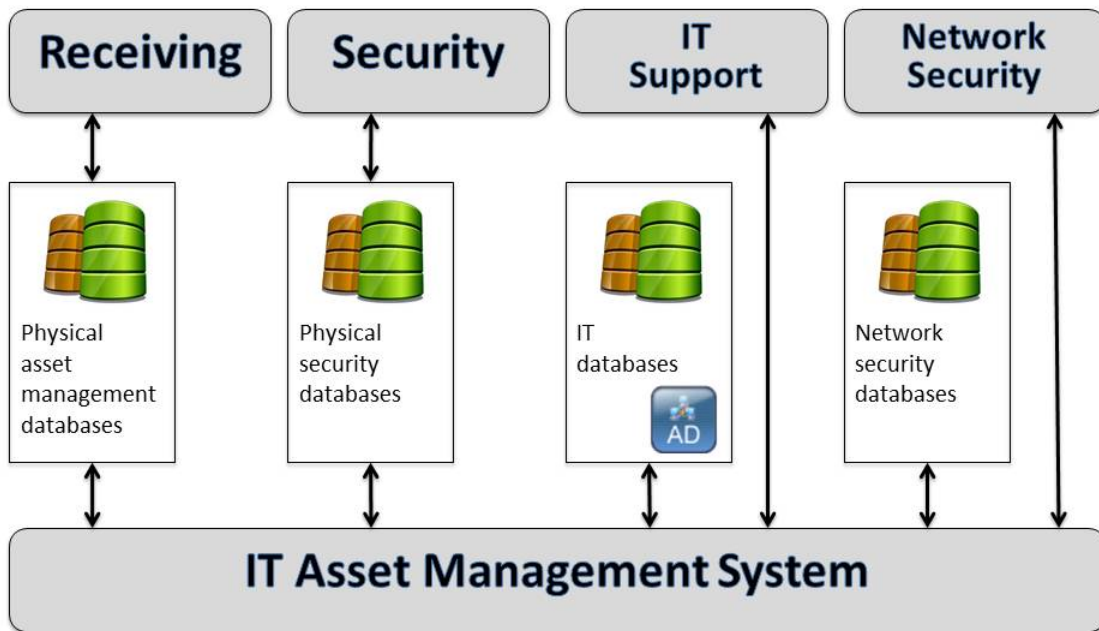 Receiving
Security
IT
Support
Network
Security
Physical
asset
management
databases
Physical
security
databases
IT
databases
AD
Network
security
databases
IT Asset Management System